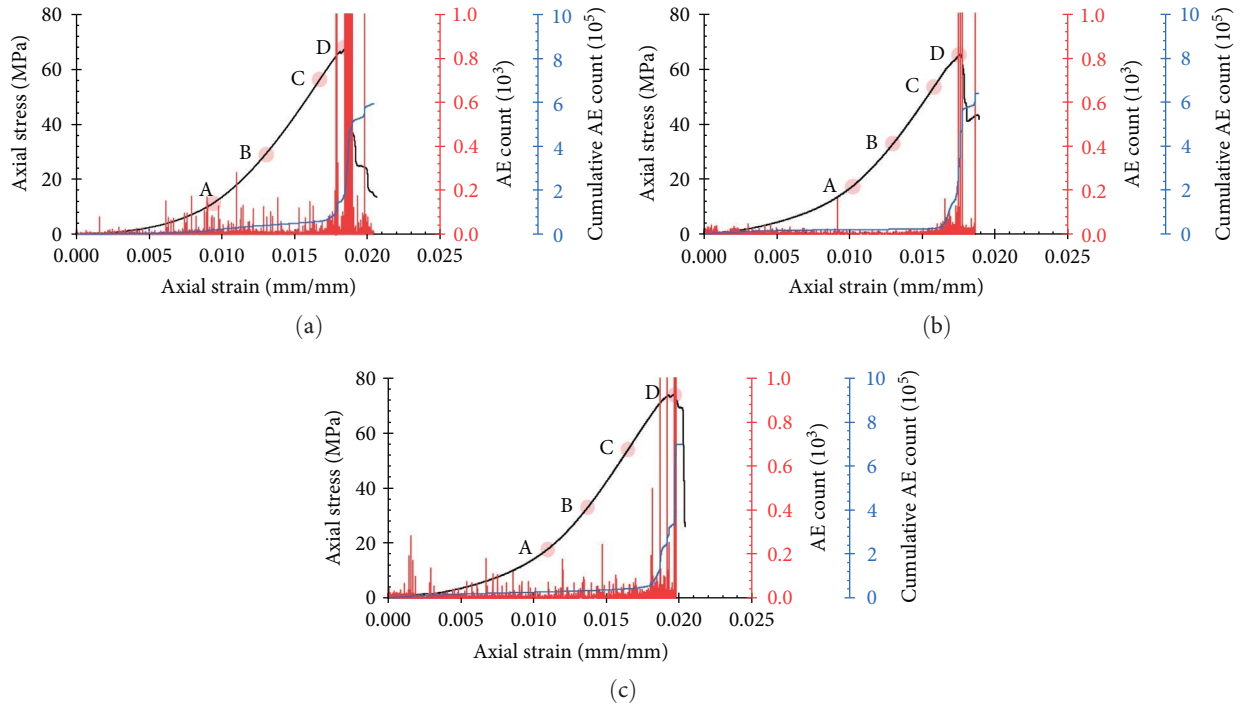 80
60
40
20
0
Axial stress (MPa)
A
B
C
D
1.0
0.8
0.6
0.4
0.2
0.0
AE count (10³)
10
8
6
4
2
0
Cumulative AE count (10⁵)
0.000 0.005 0.010 0.015 0.020 0.025
Axial strain (mm/mm)
(a)
80
60
40
20
0
Axial stress (MPa)
A
B
C
D
1.0
0.8
0.6
0.4
0.2
0.0
AE count (10³)
10
8
6
4
2
0
Cumulative AE count (10⁵)
0.000 0.005 0.010 0.015 0.020 0.025
Axial strain (mm/mm)
(b)
80
60
40
20
0
Axial stress (MPa)
A
B
C
D
1.0
0.8
0.6
0.4
0.2
0.0
AE count (10³)
10
8
6
4
2
0
Cumulative AE count (10⁵)
0.000 0.005 0.010 0.015 0.020 0.025
Axial strain (mm/mm)
(c)